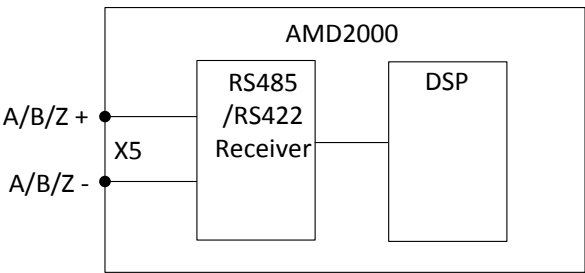 AMD2000
RS485
/RS422
Receiver
DSP
A/B/Z +
X5
A/B/Z -